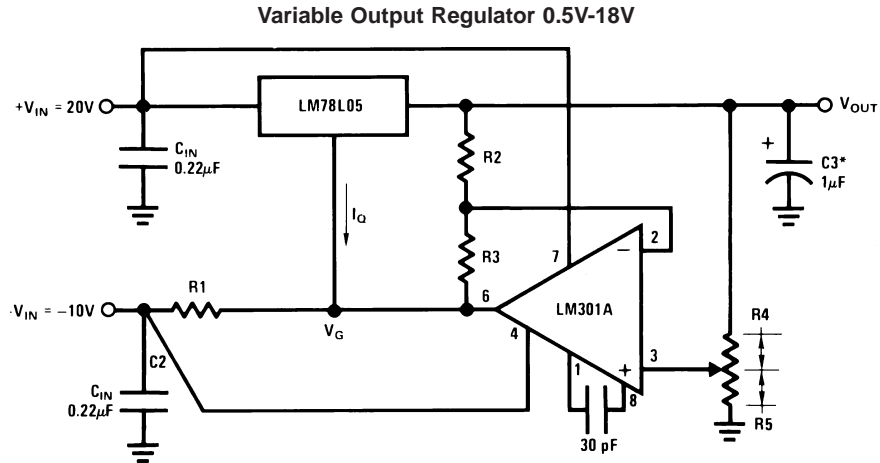 Variable Output Regulator 0.5V-18V
+VIN = 20V
LM78L05
VOUT
CIN
0.22μF
R2
+
C3*
1μF
IQ
2
−
R3
7
6
LM301A
R1
-VIN = −10V
VG
4
R4
C2
3
1
+
8
CIN
0.22μF
R5
30 pF